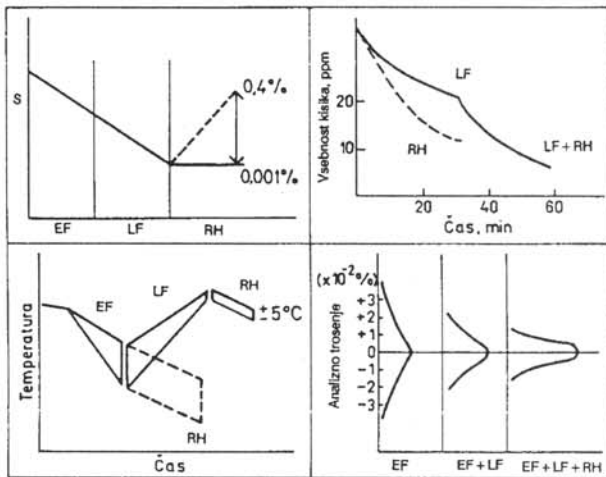 S
0,4%
0,001%
EF
LF
RH
Vsebnost kisika, ppm
20
10
LF
RH
LF+RH
20
40
60
Čas, min
Temperatura
EF
LF
RH
±5°C
RH
Čas
(x10⁻²%)
Analizno trosenje
+3
+2
+1
0
-1
-2
-3
EF
EF+LF
EF+LF+RH